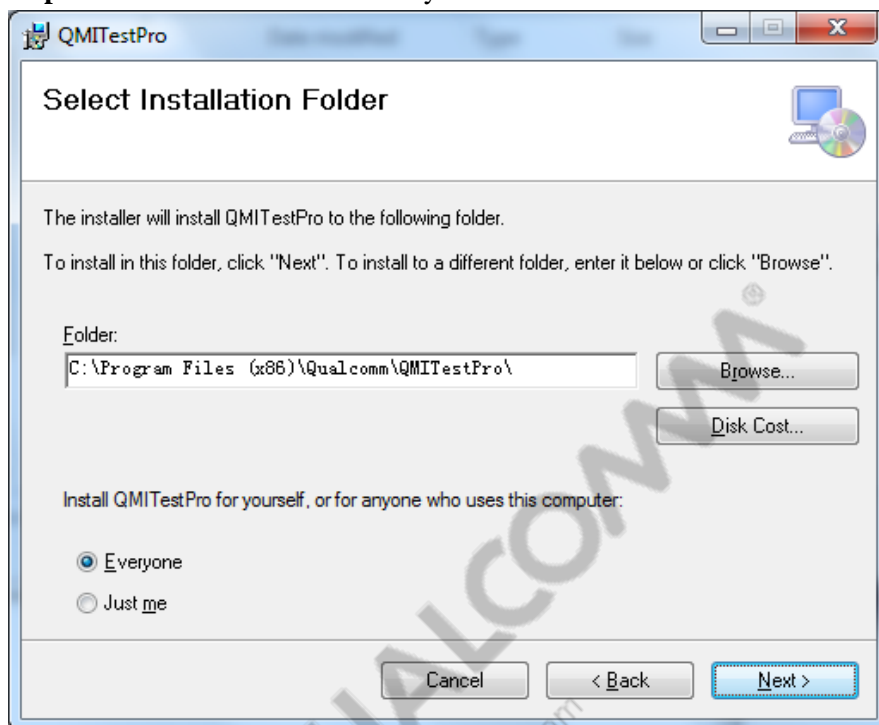 QMITestPro
Select Installation Folder
The installer will install QMITestPro to the following folder.
To install in this folder, click "Next". To install to a different folder, enter it below or click "Browse".
Folder:
C:\Program Files (x86)\Qualcomm\QMITestPro\
Browse...
Disk Cost...
Install QMITestPro for yourself, or for anyone who uses this computer:
Everyone
Just me
Cancel
< Back
Next >